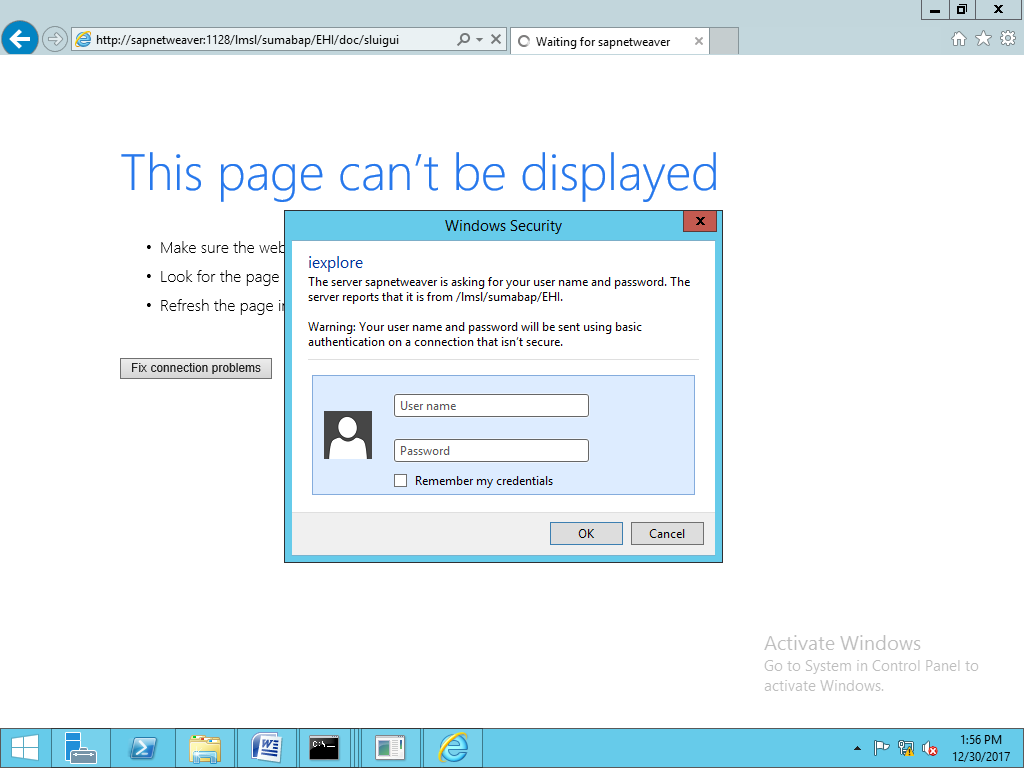 http://sapnetweaver:1128/lmsl/sumabap/EHI/doc/sluigui
Waiting for sapnetweaver
This page can't be displayed
Windows Security
• Make sure the web
• Look for the page
• Refresh the page in
Fix connection problems
iexplore
The server sapnetweaver is asking for your user name and password. The
server reports that it is from /lmsl/sumabap/EHI.
Warning: Your user name and password will be sent using basic
authentication on a connection that isn't secure.
User name
Password
Remember my credentials
OK
Cancel
Activate Windows
Go to System in Control Panel to
activate Windows.
1:56 PM
12/30/2017